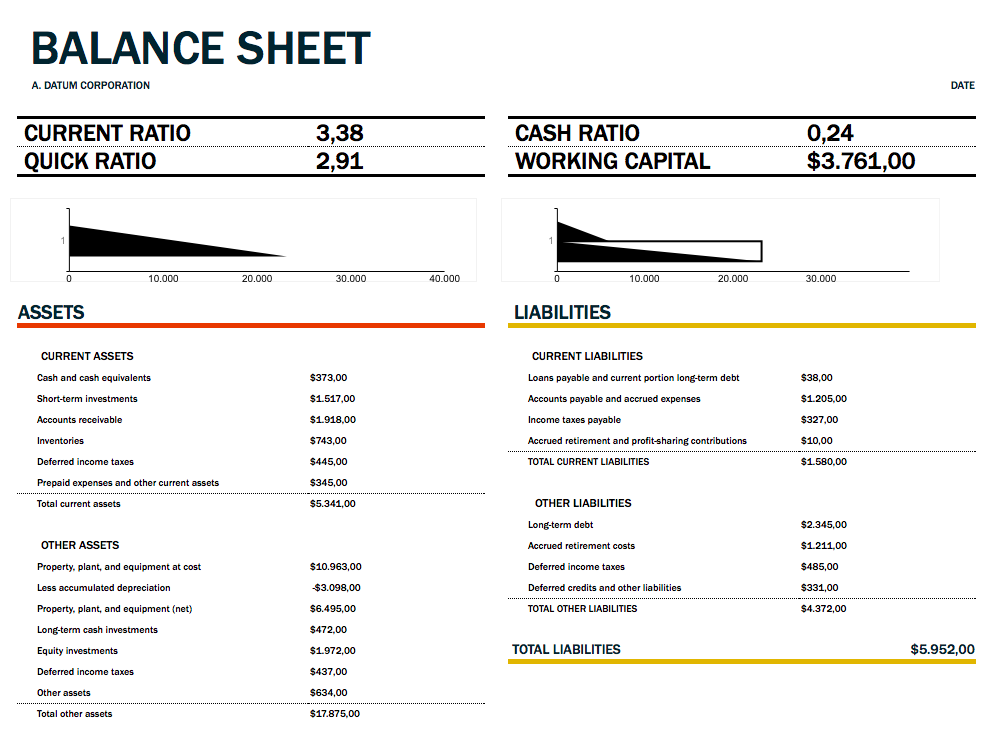 BALANCE SHEET
A. DATUM CORPORATION
DATE
CURRENT RATIO 3,38
QUICK RATIO 2,91
CASH RATIO 0,24
WORKING CAPITAL $3.761,00
1
0 10.000 20.000 30.000 40.000
1
0 10.000 20.000 30.000
ASSETS
CURRENT ASSETS
Cash and cash equivalents $373,00
Short-term investments $1.517,00
Accounts receivable $1.918,00
Inventories $743,00
Deferred income taxes $445,00
Prepaid expenses and other current assets $345,00
Total current assets $5.341,00
OTHER ASSETS
Property, plant, and equipment at cost $10.963,00
Less accumulated depreciation -$3.098,00
Property, plant, and equipment (net) $6.495,00
Long-term cash investments $472,00
Equity investments $1.972,00
Deferred income taxes $437,00
Other assets $634,00
Total other assets $17.875,00
LIABILITIES
CURRENT LIABILITIES
Loans payable and current portion long-term debt $38,00
Accounts payable and accrued expenses $1.205,00
Income taxes payable $327,00
Accrued retirement and profit-sharing contributions $10,00
TOTAL CURRENT LIABILITIES $1.580,00
OTHER LIABILITIES
Long-term debt $2.345,00
Accrued retirement costs $1.211,00
Deferred income taxes $485,00
Deferred credits and other liabilities $331,00
TOTAL OTHER LIABILITIES $4.372,00
TOTAL LIABILITIES $5.952,00